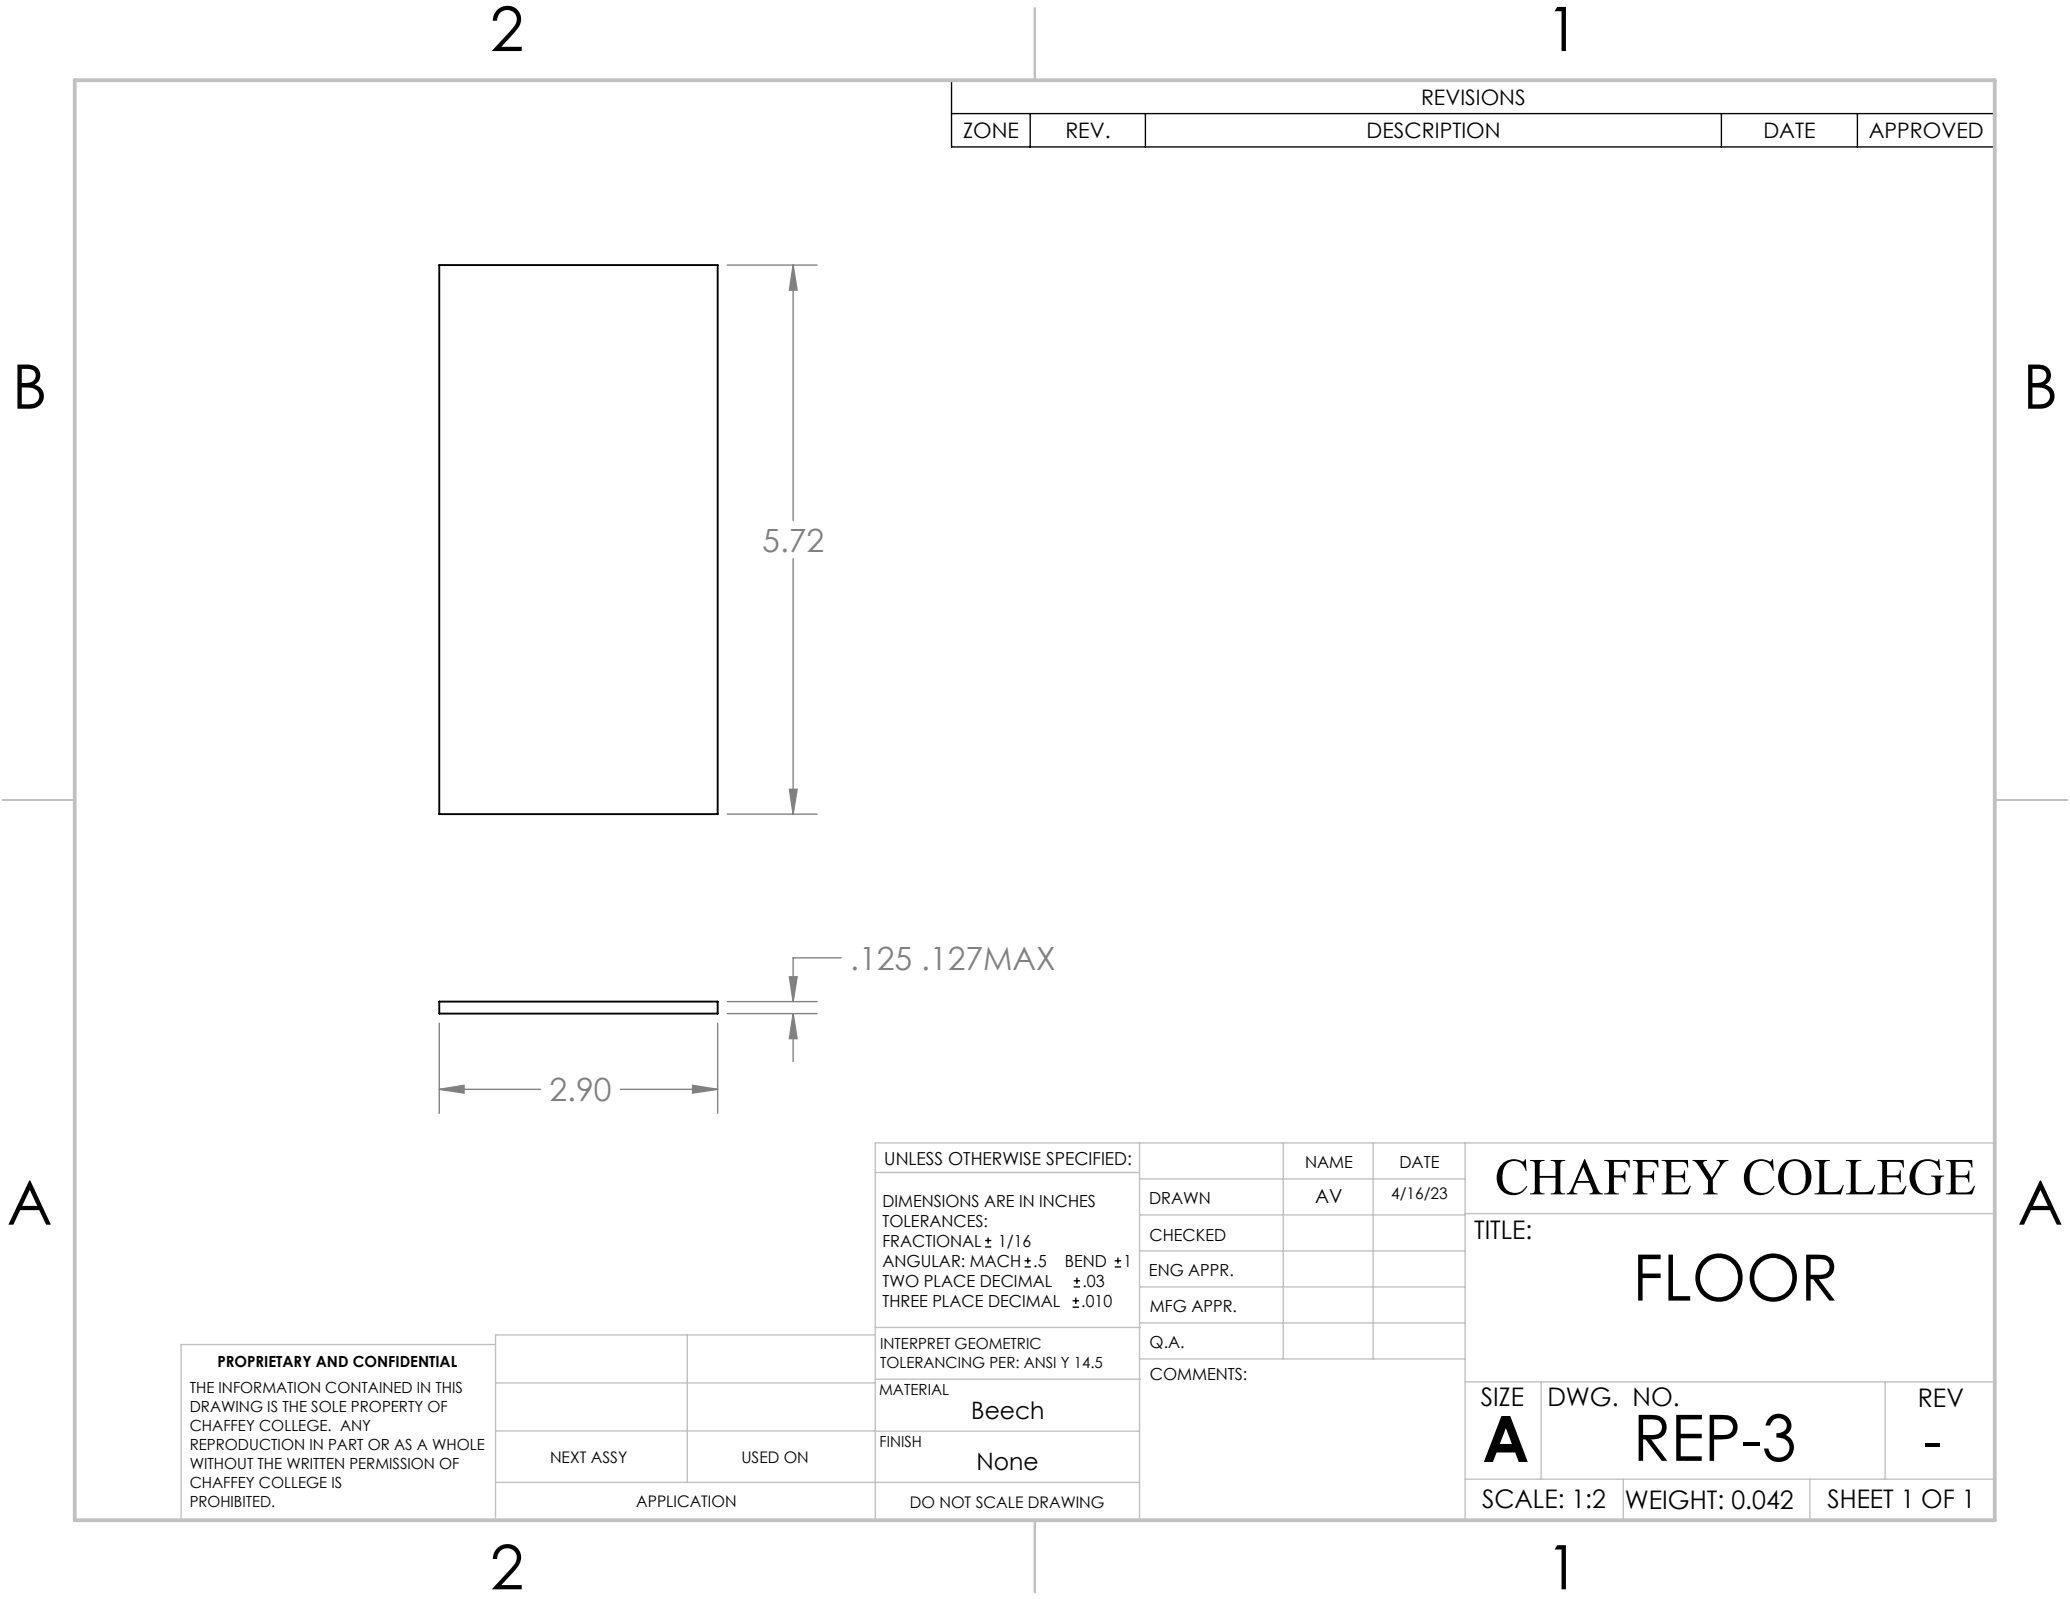 2 1
REVISIONS
ZONE REV. DESCRIPTION DATE APPROVED
B B
5.72
.125 .127MAX
2.90
A A
UNLESS OTHERWISE SPECIFIED:
DIMENSIONS ARE IN INCHES
TOLERANCES:
FRACTIONAL ± 1/16
ANGULAR: MACH ± .5 BEND ± 1
TWO PLACE DECIMAL ±.03
THREE PLACE DECIMAL ±.010
INTERPRET GEOMETRIC
TOLERANCING PER: ANSI Y 14.5
MATERIAL
Beech
FINISH
None
DO NOT SCALE DRAWING
NAME DATE
DRAWN AV 4/16/23
CHECKED
ENG APPR.
MFG APPR.
Q.A.
COMMENTS:
CHAFFEY COLLEGE
TITLE:
FLOOR
SIZE DWG. NO. REV
A REP-3 -
SCALE: 1:2 WEIGHT: 0.042 SHEET 1 OF 1
PROPRIETARY AND CONFIDENTIAL
THE INFORMATION CONTAINED IN THIS
DRAWING IS THE SOLE PROPERTY OF
CHAFFEY COLLEGE. ANY
REPRODUCTION IN PART OR AS A WHOLE
WITHOUT THE WRITTEN PERMISSION OF
CHAFFEY COLLEGE IS
PROHIBITED.
NEXT ASSY USED ON
APPLICATION
2 1